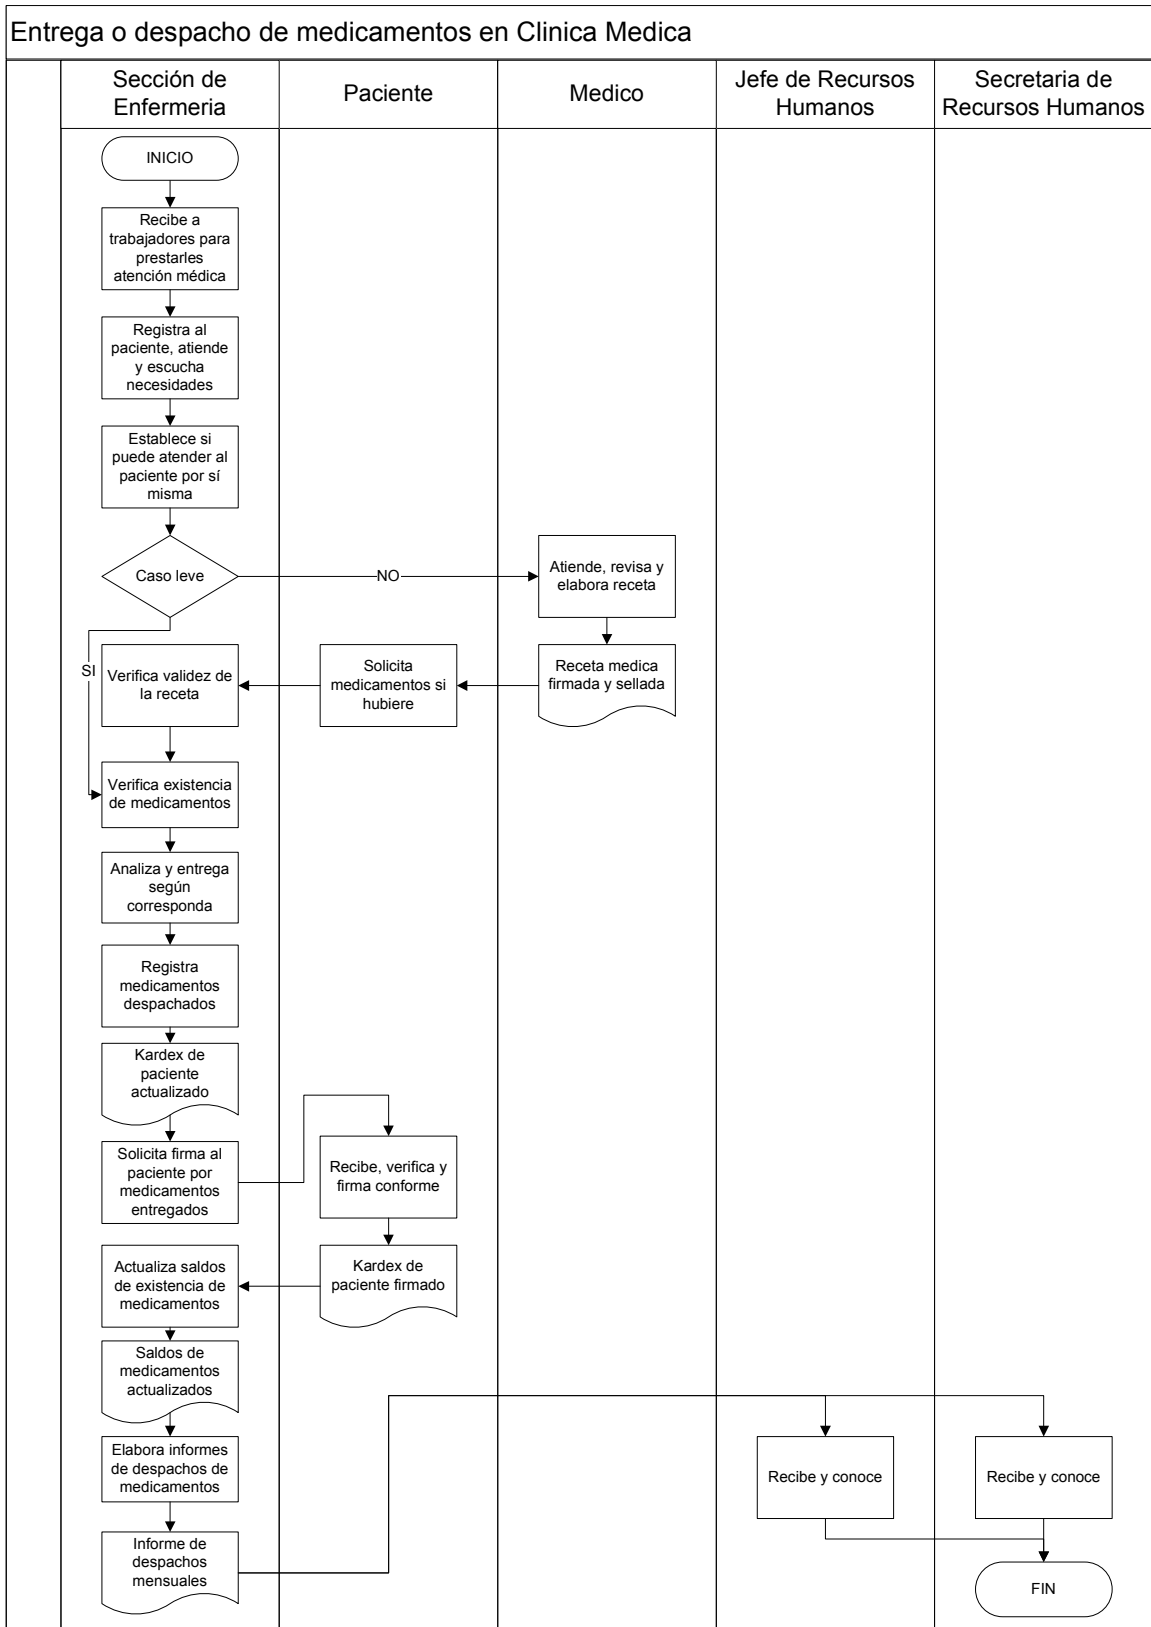 Entrega o despacho de medicamentos en Clinica Medica
Sección de
Enfermeria
Paciente
Medico
Jefe de Recursos
Humanos
Secretaria de
Recursos Humanos
INICIO
Recibe a
trabajadores para
prestarles
atención médica
Registra al
paciente, atiende
y escucha
necesidades
Establece si
puede atender al
paciente por sí
misma
Caso leve
NO
Atiende, revisa y
elabora receta
SI
Verifica validez de
la receta
Solicita
medicamentos si
hubiere
Receta medica
firmada y sellada
Verifica existencia
de medicamentos
Analiza y entrega
según
corresponda
Registra
medicamentos
despachados
Kardex de
paciente
actualizado
Solicita firma al
paciente por
medicamentos
entregados
Recibe, verifica y
firma conforme
Actualiza saldos
de existencia de
medicamentos
Kardex de
paciente firmado
Saldos de
medicamentos
actualizados
Elabora informes
de despachos de
medicamentos
Recibe y conoce
Recibe y conoce
Informe de
despachos
mensuales
FIN